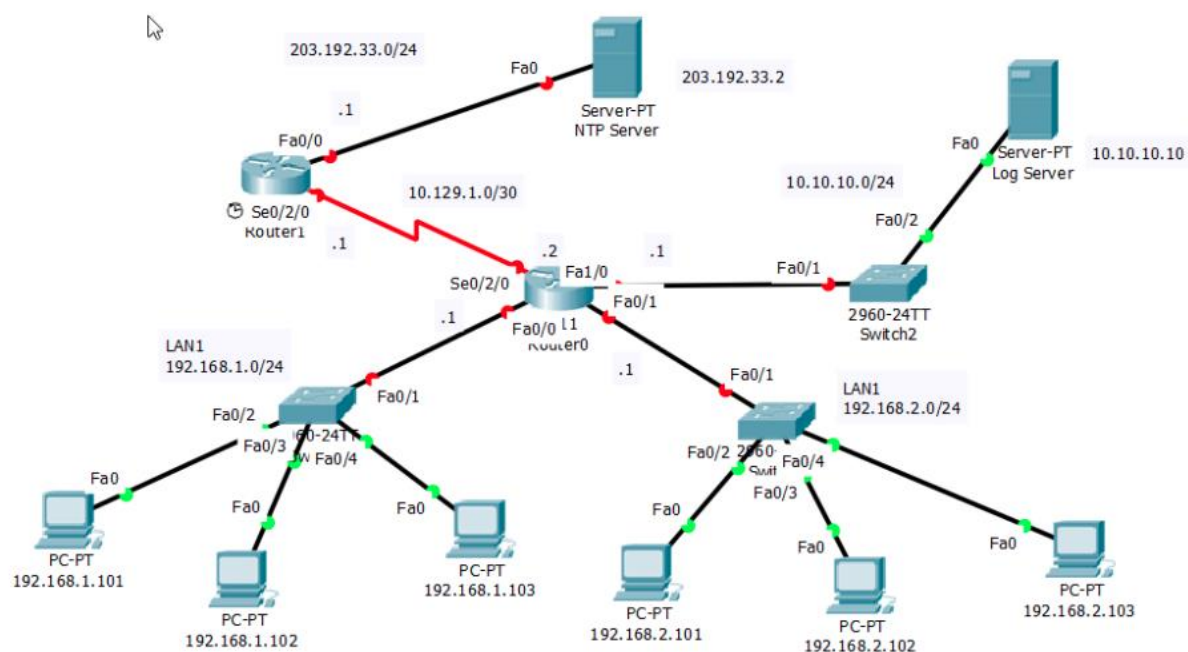 203.192.33.0/24
Fa0
203.192.33.2
Server-PT
NTP Server
.1
Fa0/0
Fa0
Server-PT
Log Server
10.10.10.10
10.129.1.0/30
10.10.10.0/24
Se0/2/0
Router1
.1
Fa0/2
.2
.1
Fa0/1
Se0/2/0
Fa1/0
Fa0/1
2960-24TT
Switch2
.1
Fa0/0
Router0
.1
LAN1
192.168.1.0/24
Fa0/1
Fa0/1
LAN1
192.168.2.0/24
Fa0/2
Fa0/3
Fa0/4
60-24TT
Fa0/2
2960-
Swit
Fa0/4
Fa0/3
Fa0
Fa0
Fa0
Fa0
Fa0
Fa0
PC-PT
192.168.1.101
PC-PT
192.168.1.102
PC-PT
192.168.1.103
PC-PT
192.168.2.101
PC-PT
192.168.2.102
PC-PT
192.168.2.103